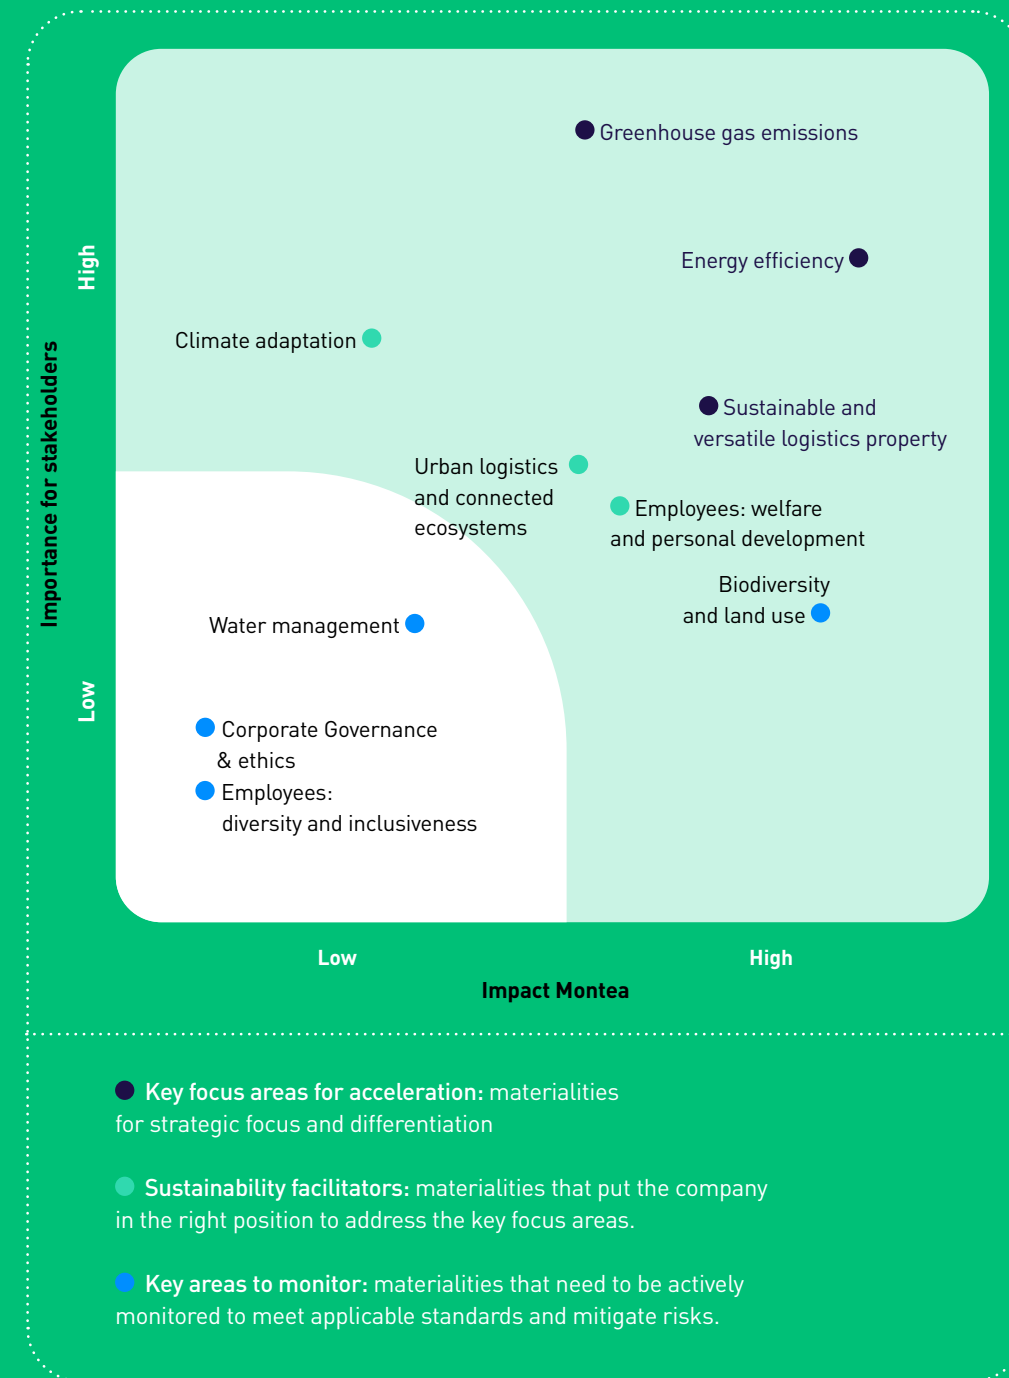 Greenhouse gas emissions
Energy efficiency
High
Climate adaptation
Importance for stakeholders
Sustainable and
versatile logistics property
Urban logistics
and connected
ecosystems
Employees: welfare
and personal development
Biodiversity
and land use
Water management
Low
Corporate Governance
& ethics
Employees:
diversity and inclusiveness
Low
High
Impact Montea
Key focus areas for acceleration: materialities
for strategic focus and differentiation
Sustainability facilitators: materialities that put the company
in the right position to address the key focus areas.
Key areas to monitor: materialities that need to be actively
monitored to meet applicable standards and mitigate risks.